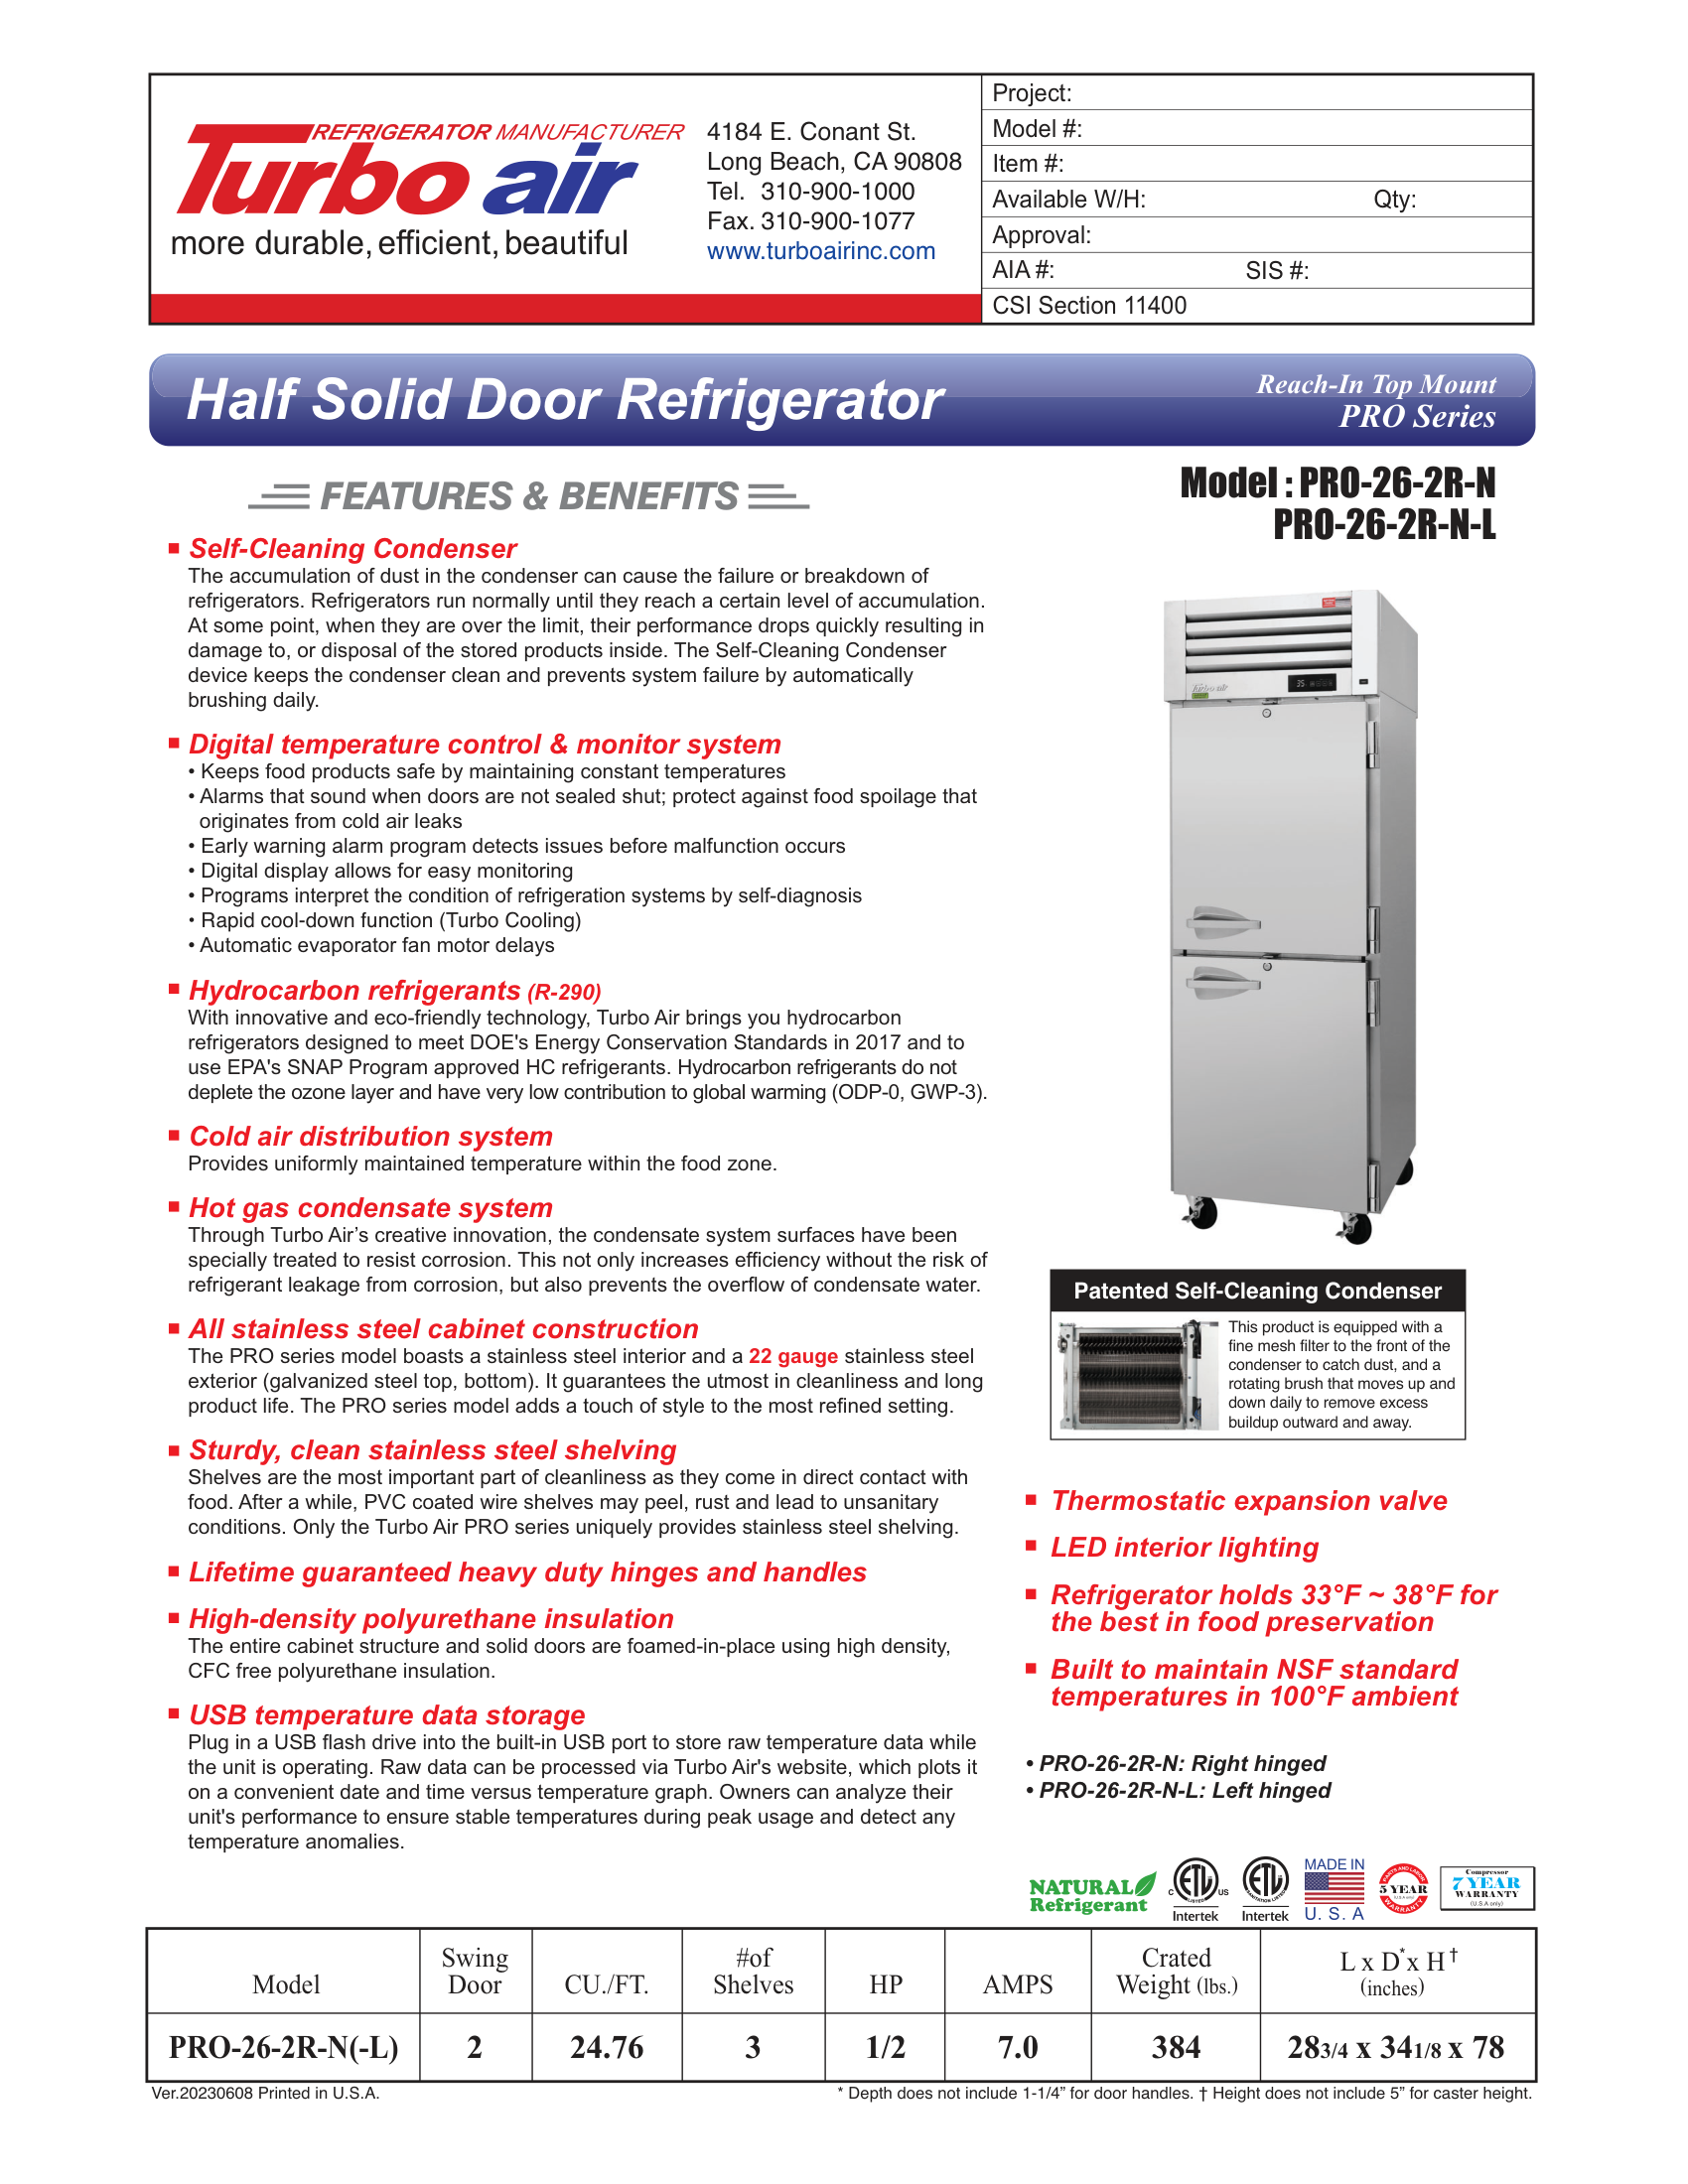 REFRIGERATOR MANUFACTURER
Turbo air
more durable, efficient, beautiful
4184 E. Conant St.
Long Beach, CA 90808
Tel. 310-900-1000
Fax. 310-900-1077
www.turboairinc.com
Project:
Model #:
Item #:
Available W/H: Qty:
Approval:
AIA #: SIS #:
CSI Section 11400
Half Solid Door Refrigerator
Reach-In Top Mount
PRO Series
FEATURES & BENEFITS
Model : PRO-26-2R-N
PRO-26-2R-N-L
Self-Cleaning Condenser
The accumulation of dust in the condenser can cause the failure or breakdown of
refrigerators. Refrigerators run normally until they reach a certain level of accumulation.
At some point, when they are over the limit, their performance drops quickly resulting in
damage to, or disposal of the stored products inside. The Self-Cleaning Condenser
device keeps the condenser clean and prevents system failure by automatically
brushing daily.
Digital temperature control & monitor system
• Keeps food products safe by maintaining constant temperatures
• Alarms that sound when doors are not sealed shut; protect against food spoilage that
originates from cold air leaks
• Early warning alarm program detects issues before malfunction occurs
• Digital display allows for easy monitoring
• Programs interpret the condition of refrigeration systems by self-diagnosis
• Rapid cool-down function (Turbo Cooling)
• Automatic evaporator fan motor delays
Hydrocarbon refrigerants (R-290)
With innovative and eco-friendly technology, Turbo Air brings you hydrocarbon
refrigerators designed to meet DOE's Energy Conservation Standards in 2017 and to
use EPA's SNAP Program approved HC refrigerants. Hydrocarbon refrigerants do not
deplete the ozone layer and have very low contribution to global warming (ODP-0, GWP-3).
Cold air distribution system
Provides uniformly maintained temperature within the food zone.
Hot gas condensate system
Through Turbo Air’s creative innovation, the condensate system surfaces have been
specially treated to resist corrosion. This not only increases efficiency without the risk of
refrigerant leakage from corrosion, but also prevents the overflow of condensate water.
All stainless steel cabinet construction
The PRO series model boasts a stainless steel interior and a 22 gauge stainless steel
exterior (galvanized steel top, bottom). It guarantees the utmost in cleanliness and long
product life. The PRO series model adds a touch of style to the most refined setting.
Sturdy, clean stainless steel shelving
Shelves are the most important part of cleanliness as they come in direct contact with
food. After a while, PVC coated wire shelves may peel, rust and lead to unsanitary
conditions. Only the Turbo Air PRO series uniquely provides stainless steel shelving.
Lifetime guaranteed heavy duty hinges and handles
High-density polyurethane insulation
The entire cabinet structure and solid doors are foamed-in-place using high density,
CFC free polyurethane insulation.
USB temperature data storage
Plug in a USB flash drive into the built-in USB port to store raw temperature data while
the unit is operating. Raw data can be processed via Turbo Air's website, which plots it
on a convenient date and time versus temperature graph. Owners can analyze their
unit's performance to ensure stable temperatures during peak usage and detect any
temperature anomalies.
Turbo air
35
Patented Self-Cleaning Condenser
This product is equipped with a
fine mesh filter to the front of the
condenser to catch dust, and a
rotating brush that moves up and
down daily to remove excess
buildup outward and away.
Thermostatic expansion valve
LED interior lighting
Refrigerator holds 33°F ~ 38°F for
the best in food preservation
Built to maintain NSF standard
temperatures in 100°F ambient
• PRO-26-2R-N: Right hinged
• PRO-26-2R-N-L: Left hinged
NATURAL
Refrigerant
C ETL US
LISTED
Intertek
ETL
SANITATION LISTED
Intertek
MADE IN
U. S. A
PARTS AND LABOR
5 YEAR
WARRANTY
Compressor
7 YEAR
WARRANTY
(U.S.A only)
Model Swing Door CU./FT. #of Shelves HP AMPS Crated Weight (lbs.) L x D* x H† (inches)
PRO-26-2R-N(-L) 2 24.76 3 1/2 7.0 384 283/4 x 341/8 x 78
Ver.20230608 Printed in U.S.A.
* Depth does not include 1-1/4” for door handles. † Height does not include 5” for caster height.